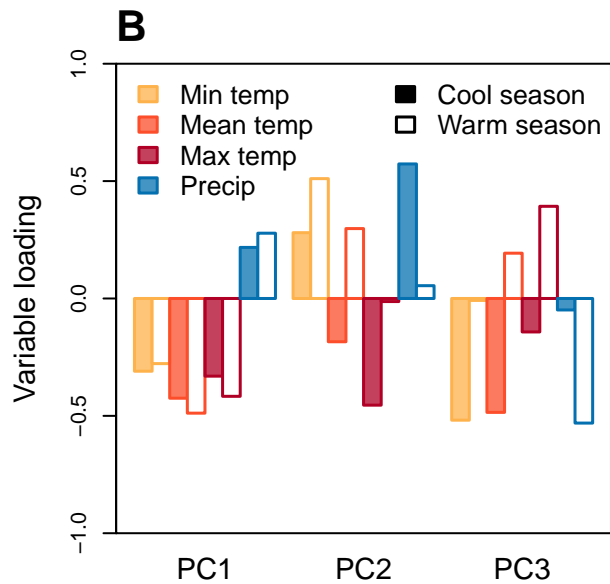 B
Variable loading
1.0
0.5
0.0
−0.5
−1.0
Min temp
Mean temp
Max temp
Precip
Cool season
Warm season
PC1 PC2 PC3